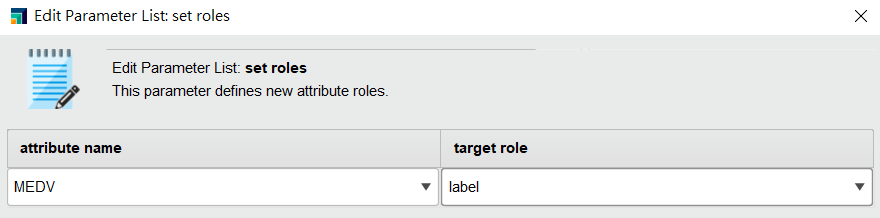 Edit Parameter List: set roles
Edit Parameter List: set roles
This parameter defines new attribute roles.
attribute name target role
MEDV label